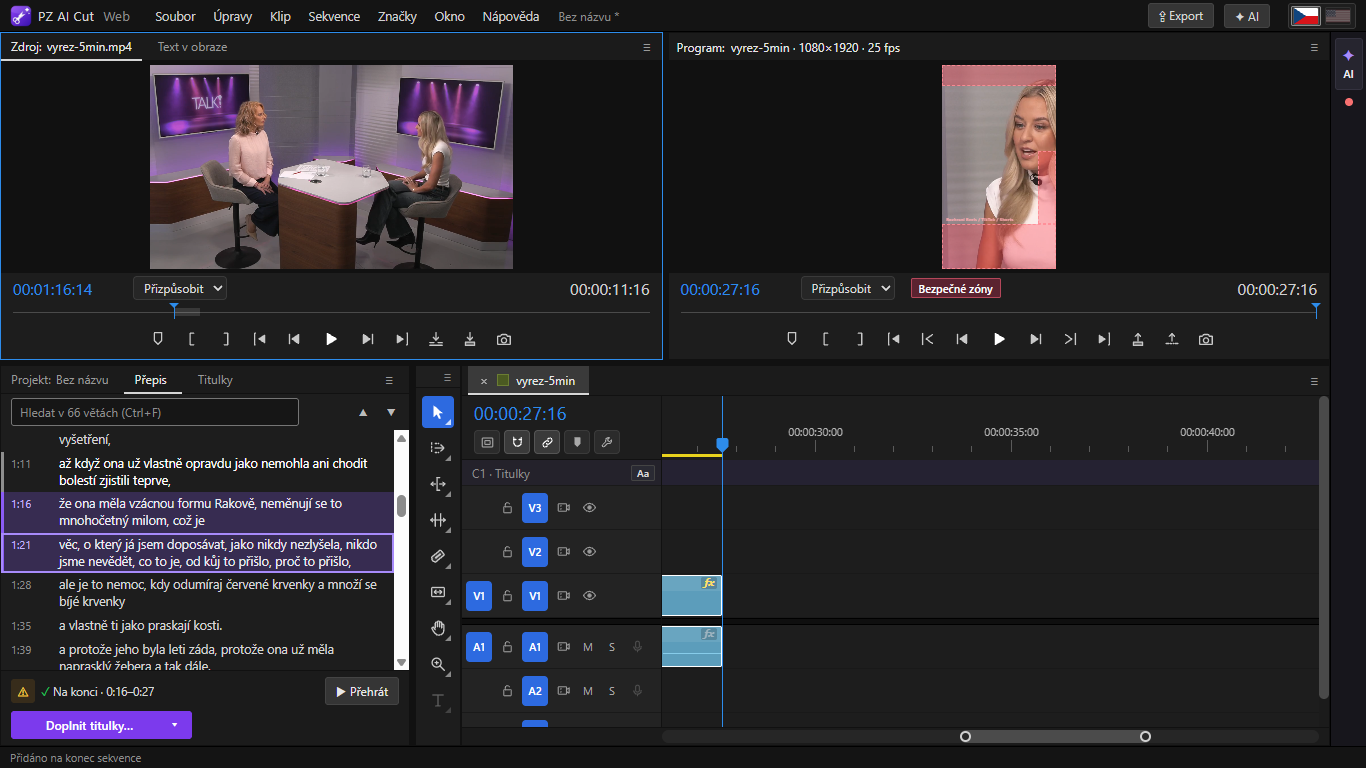 PZ AI Cut Web Soubor Úpravy Klip Sekvence Značky Okno Nápověda Bez názvu * Export AI
Zdroj: vyrez-5min.mp4 Text v obraze
TALK
00:01:16:14 Přizpůsobit 00:00:11:16
Program: vyrez-5min · 1080×1920 · 25 fps
00:00:27:16 Přizpůsobit Bezpečné zóny 00:00:27:16
AI
Projekt: Bez názvu Přepis Titulky
Hledat v 66 větách (Ctrl+F)
vyšetření,
1:11 až když ona už vlastně opravdu jako nemohla ani chodit
bolestí zjistili teprve,
1:16 že ona měla vzácnou formu Rakově, neměnují se to
mnohočetný milom, což je
1:21 věc, o který já jsem doposávat, jako nikdy nezlyšela, nikdo
jsme nevědět, co to je, od kůj to přišlo, proč to přišlo,
1:28 ale je to nemoc, kdy odumíraj červené krvenky a množí se
bíjé krvenky
1:35 a vlastně ti jako praskají kosti.
1:39 a protože jeho byla leti záda, protože ona už měla
naprasklý žebera a tak dále.
✓ Na konci · 0:16–0:27 Přehrát
Doplnit titulky...
vyrez-5min
00:00:27:16
00:00:30:00 00:00:35:00 00:00:40:00
C1 · Titulky Aa
V3
V2
V1 V1 fx
A1 A1 M S fx
A2 M S
Přidáno na konec sekvence